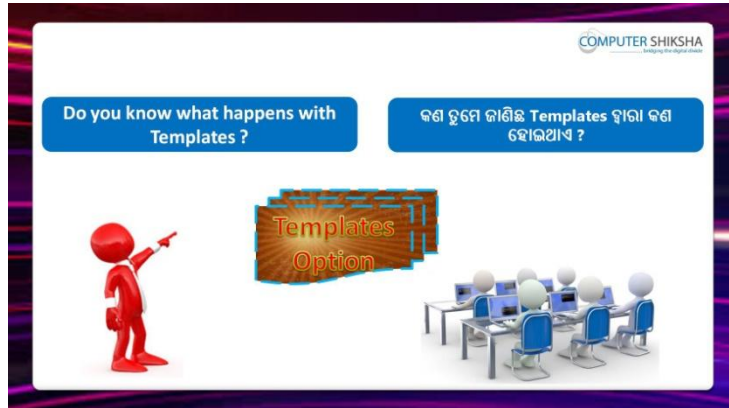 COMPUTER SHIKSHA
bridging the digital divide
Do you know what happens with
Templates ?
କଣ ତୁମେ ଜାଣିଛ Templates ଦ୍ୱାରା କଣ
ହୋଇଥାଏ ?
Templates
Option